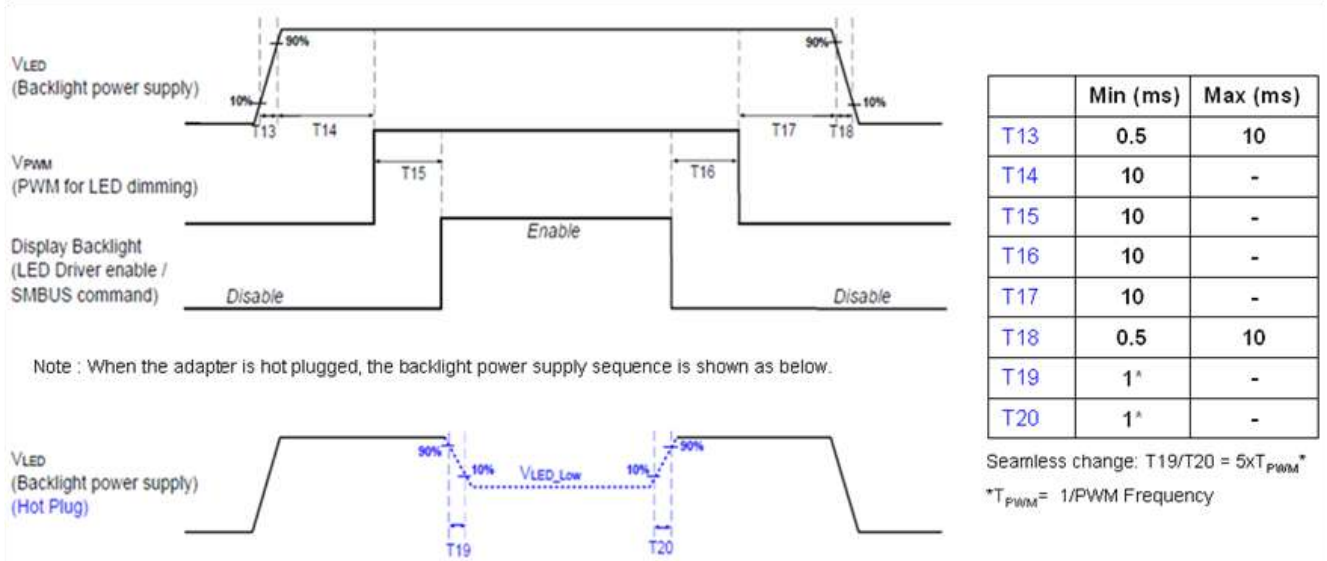 90%
90%
VLED
(Backlight power supply)
10%
10%
T13
T14
T17
T18
VPWM
(PWM for LED dimming)
T15
T16
Display Backlight
(LED Driver enable /
SMBUS command)
Enable
Disable
Disable
Note : When the adapter is hot plugged, the backlight power supply sequence is shown as below.
VLED
(Backlight power supply)
(Hot Plug)
90%
10%
VLED_Low
10%
90%
T19
T20
Min (ms) Max (ms)
T13 0.5 10
T14 10 -
T15 10 -
T16 10 -
T17 10 -
T18 0.5 10
T19 1* -
T20 1* -
Seamless change: T19/T20 = 5xTPWM*
*TPWM= 1/PWM Frequency